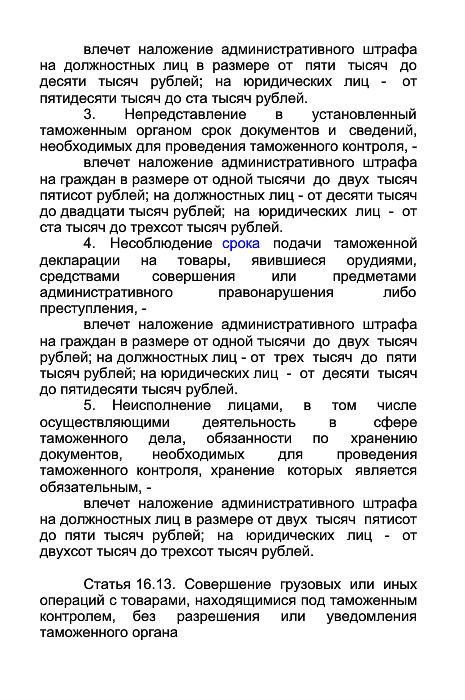 влечет наложение административного штрафа
на должностных лиц в размере от пяти тысяч до
десяти тысяч рублей; на юридических лиц - от
пятидесяти тысяч до ста тысяч рублей.
3. Непредставление в установленный
таможенным органом срок документов и сведений,
необходимых для проведения таможенного контроля, -
влечет наложение административного штрафа
на граждан в размере от одной тысячи до двух тысяч
пятисот рублей; на должностных лиц - от десяти тысяч
до двадцати тысяч рублей; на юридических лиц - от
ста тысяч до трехсот тысяч рублей.
4. Несоблюдение срока подачи таможенной
декларации на товары, явившиеся орудиями,
средствами совершения или предметами
административного правонарушения либо
преступления, -
влечет наложение административного штрафа
на граждан в размере от одной тысячи до двух тысяч
рублей; на должностных лиц - от трех тысяч до пяти
тысяч рублей; на юридических лиц - от десяти тысяч
до пятидесяти тысяч рублей.
5. Неисполнение лицами, в том числе
осуществляющими деятельность в сфере
таможенного дела, обязанности по хранению
документов, необходимых для проведения
таможенного контроля, хранение которых является
обязательным, -
влечет наложение административного штрафа
на должностных лиц в размере от двух тысяч пятисот
до пяти тысяч рублей; на юридических лиц - от
двухсот тысяч до трехсот тысяч рублей.
Статья 16.13. Совершение грузовых или иных
операций с товарами, находящимися под таможенным
контролем, без разрешения или уведомления
таможенного органа